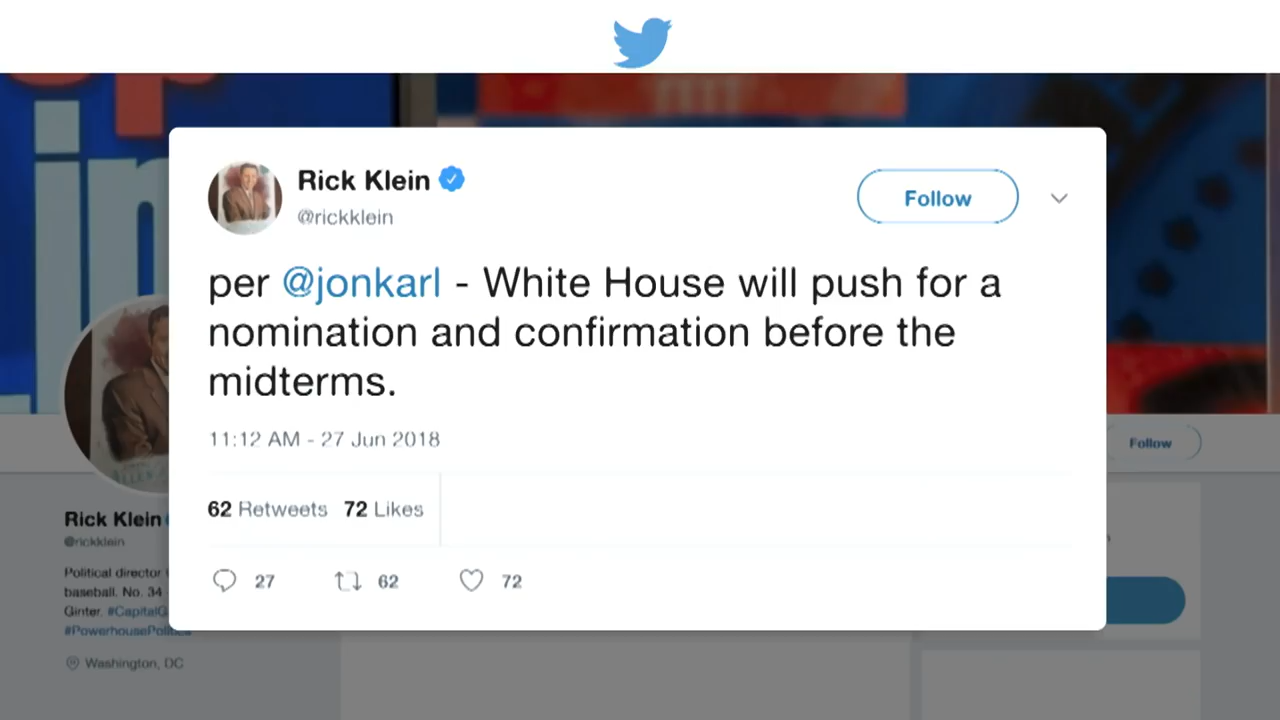 Rick Klein
@rickklein
Follow
per @jonkarl - White House will push for a
nomination and confirmation before the
midterms.
11:12 AM - 27 Jun 2018
62 Retweets 72 Likes
27 62 72
Follow
Rick Klein
@rickklein
Political director
baseball. No. 34
Ginter. #CapitalG
#PowerhousePolitics
Washington, DC